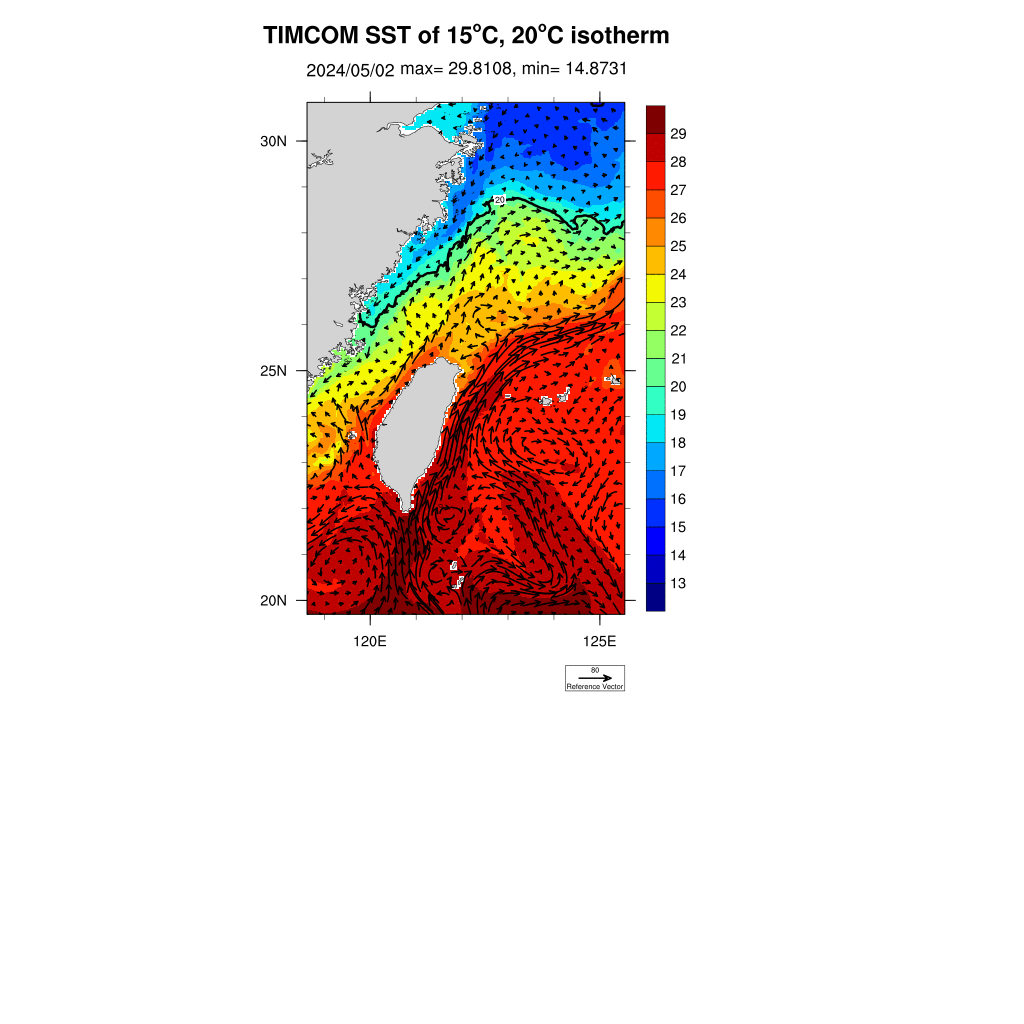 TIMCOM SST of 15°C, 20°C isotherm
2024/05/02 max= 29.8108, min= 14.8731
30N
25N
20N
120E
125E
20
29
28
27
26
25
24
23
22
21
20
19
18
17
16
15
14
13
80
Reference Vector